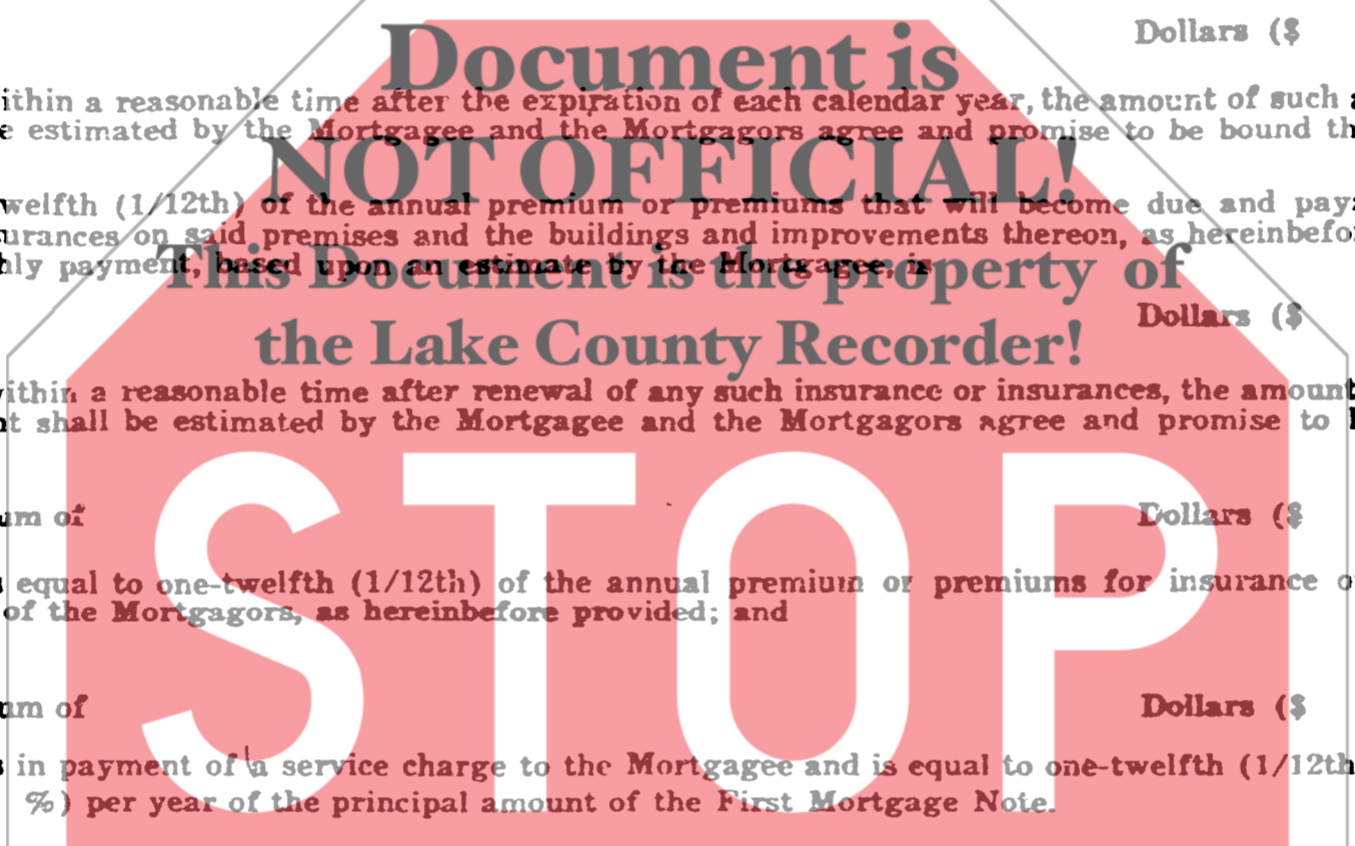 Document is
Dollars ($
ithin a reasonable time after the expiration of each calendar year, the amount of such
e estimated by the Mortgagee and the Mortgagors agree and promise to be bound th
NOT OFFICIAL!
welfth (1/12th) of the annual premium or premiums that will become due and pay
urances on said premises and the buildings and improvements thereon, as hereinbefo
hly payment, based upon an estimate by the Mortgagee, is
This Document is the property of
Dollars ($
the Lake County Recorder!
ithin a reasonable time after renewal of any such insurance or insurances, the amount
t shall be estimated by the Mortgagee and the Mortgagors agree and promise to
STOP
um of Dollars ($
equal to one-twelfth (1/12th) of the annual premium or premiums for insurance o
of the Mortgagors, as hereinbefore provided; and
um of Dollars ($
s in payment of a service charge to the Mortgagee and is equal to one-twelfth (1/12th
%) per year of the principal amount of the First Mortgage Note.